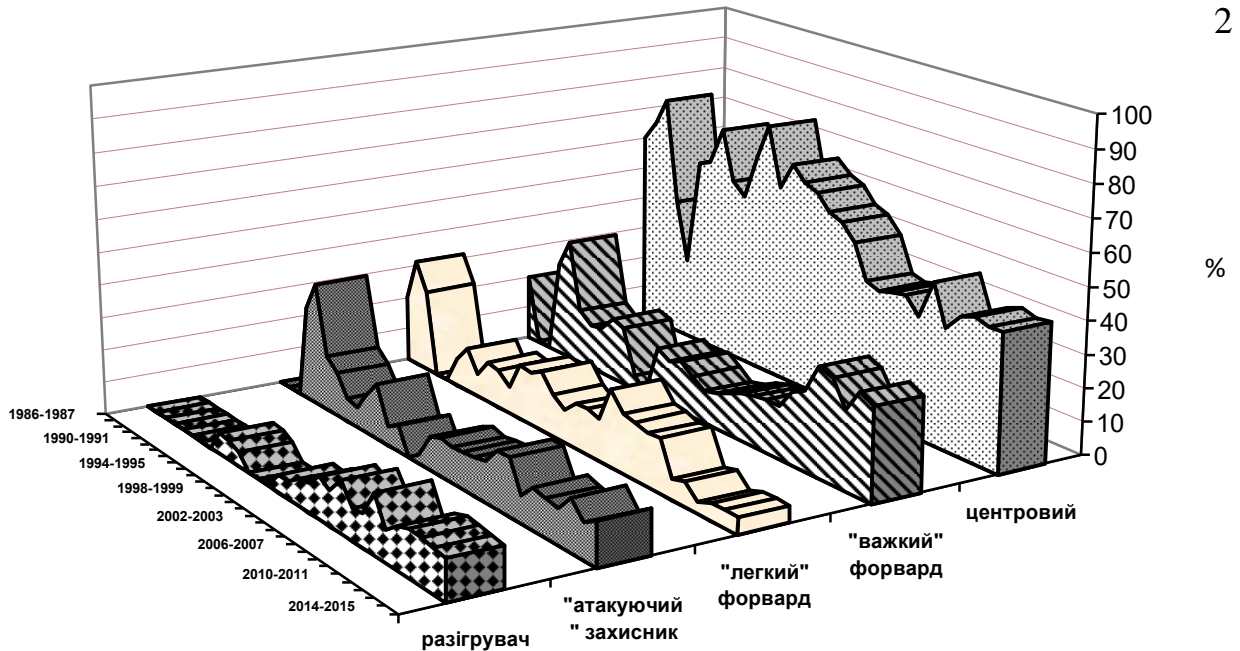 2
100
90
80
70
60
50
40
30
20
10
0
%
1986-1987
1990-1991
1994-1995
1998-1999
2002-2003
2006-2007
2010-2011
2014-2015
разігрувач
"атакуючий
" захисник
"легкий"
форвард
"важкий"
форвард
центровий